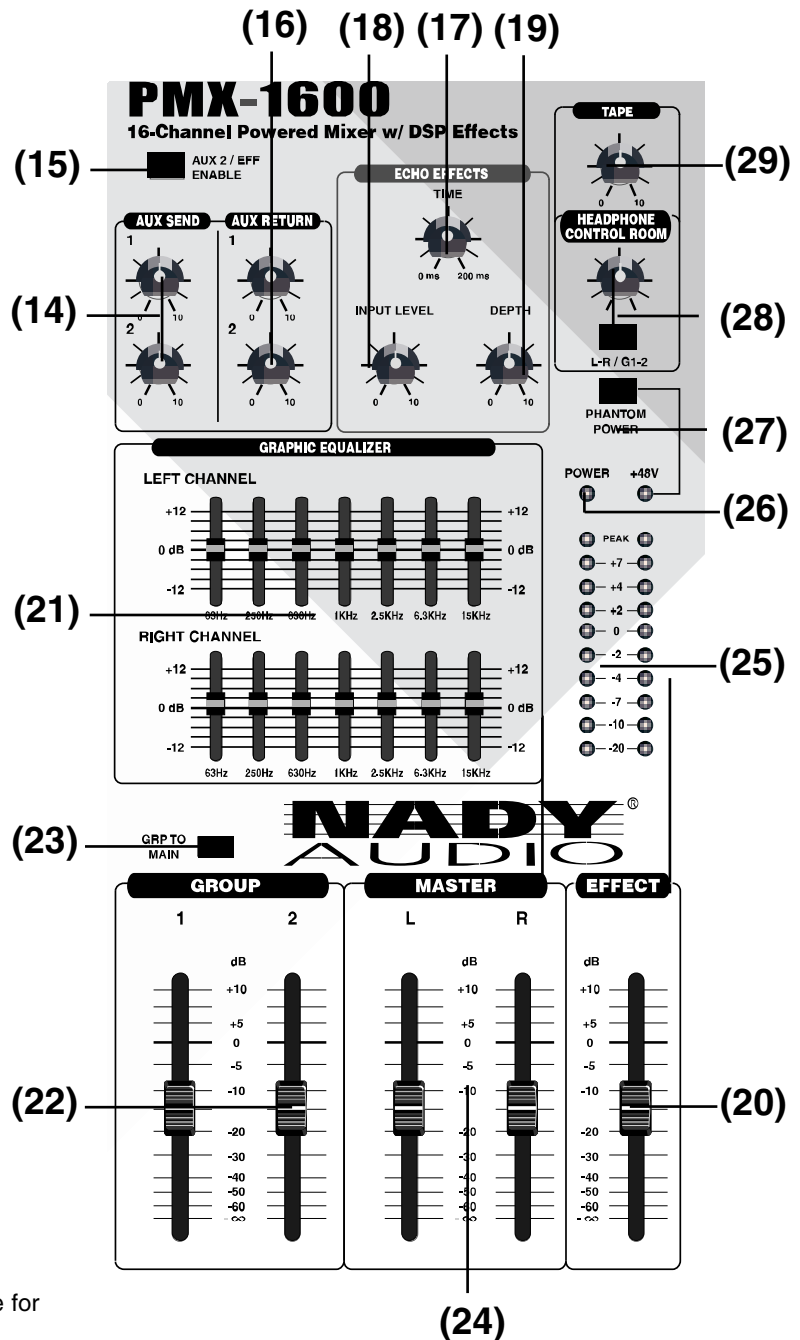 (16) (18) (17) (19)
PMX-1600
16-Channel Powered Mixer w/ DSP Effects
TAPE
0 10
(29)
(15)
AUX 2 / EFF
ENABLE
ECHO EFFECTS
TIME
0 ms 200 ms
INPUT LEVEL DEPTH
0 10 0 10
AUX SEND AUX RETURN
1 1
0 10 0 10
(14)
2 2
0 10 0 10
HEADPHONE
CONTROL ROOM
0 10
(28)
L-R / G1-2
PHANTOM
POWER
(27)
POWER +48V
(26)
GRAPHIC EQUALIZER
LEFT CHANNEL
+12 +12
0 dB 0 dB
-12 -12
63Hz 250Hz 630Hz 1KHz 2.5KHz 6.3KHz 15KHz
(21)
RIGHT CHANNEL
+12 +12
0 dB 0 dB
-12 -12
63Hz 250Hz 630Hz 1KHz 2.5KHz 6.3KHz 15KHz
PEAK
+7
+4
+2
0
-2
-4
-7
-10
-20
(25)
(23)
GRP TO
MAIN
NADY®
AUDIO
GROUP MASTER EFFECT
1 2 L R
dB dB dB
+10 +10 +10
+5 +5 +5
0 0 0
-5 -5 -5
-10 -10 -10
(22) (20)
-20 -20 -20
-30 -30 -30
-40 -40 -40
-50 -50 -50
-60 -60 -60
-∞ -∞ -∞
e for
(24)